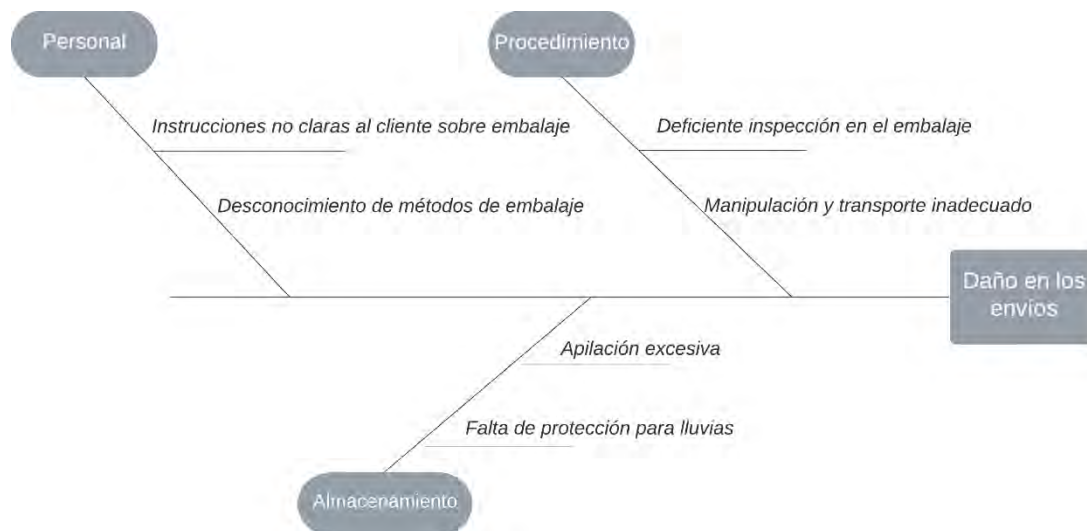 Personal
Procedimiento
Instrucciones no claras al cliente sobre embalaje
Deficiente inspección en el embalaje
Desconocimiento de métodos de embalaje
Manipulación y transporte inadecuado
Daño en los
envíos
Apilación excesiva
Falta de protección para lluvias
Almacenamiento